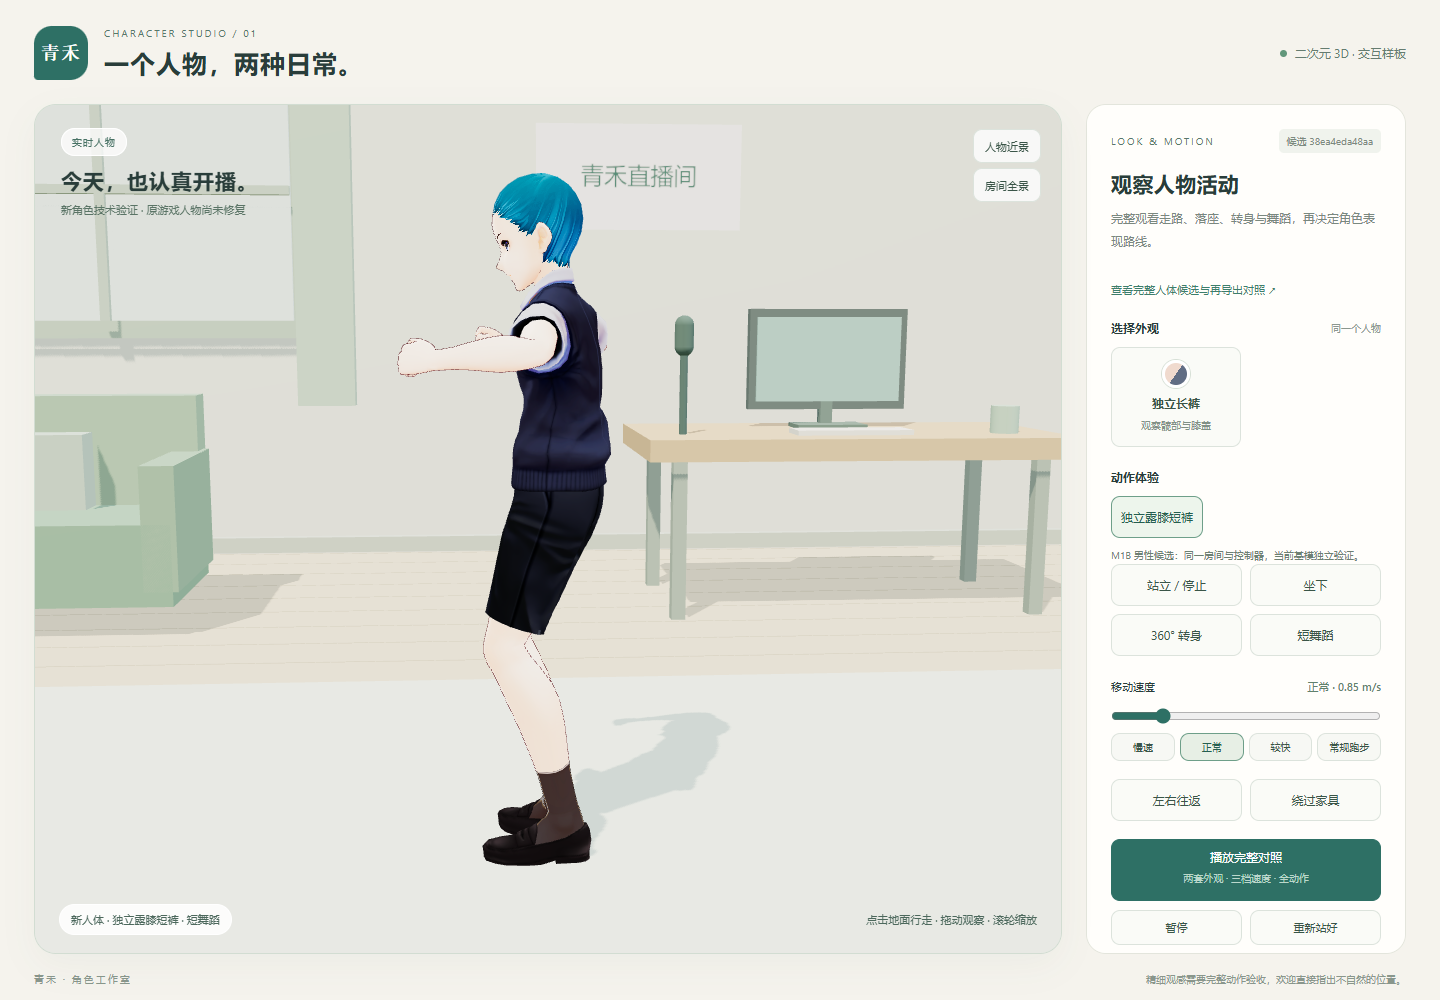 青禾
CHARACTER STUDIO / 01
一个人物，两种日常。
二次元 3D · 交互样板
实时人物
今天，也认真开播。
新角色技术验证 · 原游戏人物尚未修复
青禾直播间
人物近景
房间全景
新人体 · 独立露膝短裤 · 短舞蹈
点击地面行走 · 拖动观察 · 滚轮缩放
LOOK & MOTION
候选 38ea4eda48aa
观察人物活动
完整观看走路、落座、转身与舞蹈，再决定角色表
现路线。
查看完整人体候选与再导出对照 ↗
选择外观
同一个人物
独立长裤
观察髋部与膝盖
动作体验
独立露膝短裤
M1B 男性候选：同一房间与控制器，当前基模独立验证。
站立 / 停止
坐下
360° 转身
短舞蹈
移动速度
正常 · 0.85 m/s
慢速
正常
较快
常规跑步
左右往返
绕过家具
播放完整对照
两套外观 · 三档速度 · 全动作
暂停
重新站好
青禾 · 角色工作室
精细观感需要完整动作验收，欢迎直接指出不自然的位置。